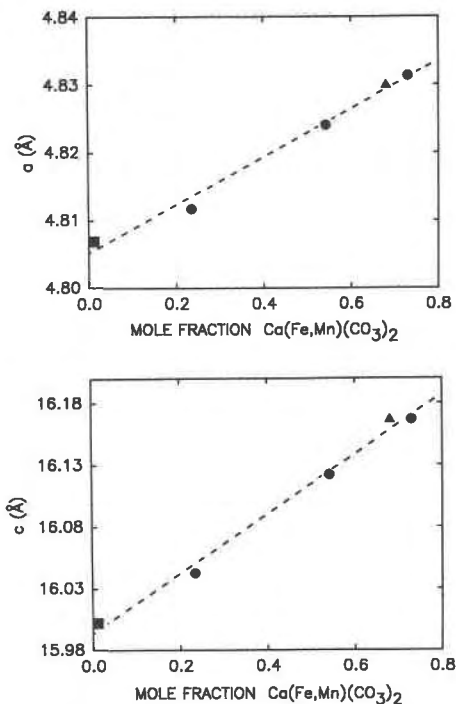 4.84
4.83
4.82
4.81
4.80
a (Å)
0.0 0.2 0.4 0.6 0.8
MOLE FRACTION Ca(Fe,Mn)(CO3)2
16.18
16.13
16.08
16.03
15.98
c (Å)
0.0 0.2 0.4 0.6 0.8
MOLE FRACTION Ca(Fe,Mn)(CO3)2